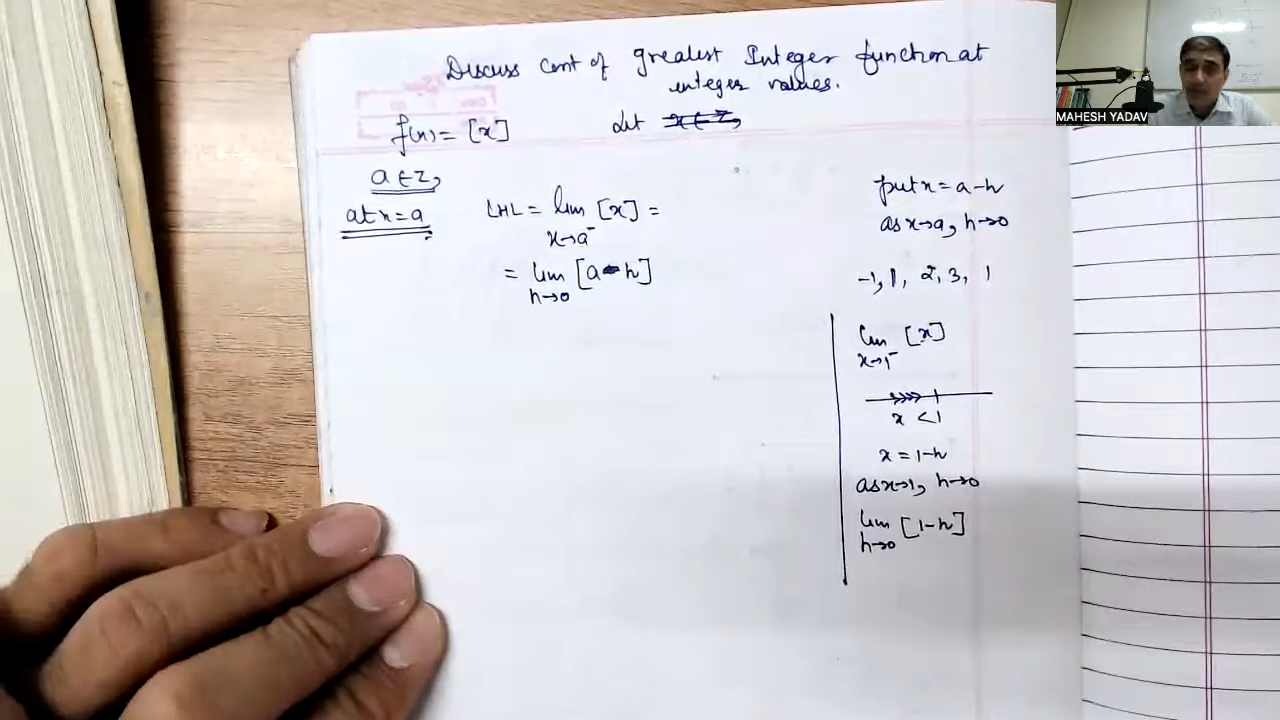 Discuss cont of greatest Integer function at
integer values.
f(x) = [x]
Let x ∈ Z,
a ∈ Z,
at x = a
LHL = lim [x] =
x→a⁻
= lim [a - h]
h→0
put x = a - h
as x→a, h→0
-1, 1, 2, 3, 1
lim [x]
x→1⁻
x < 1
x = 1-h
as x→1, h→0
lim [1-h]
h→0
MAHESH YADAV